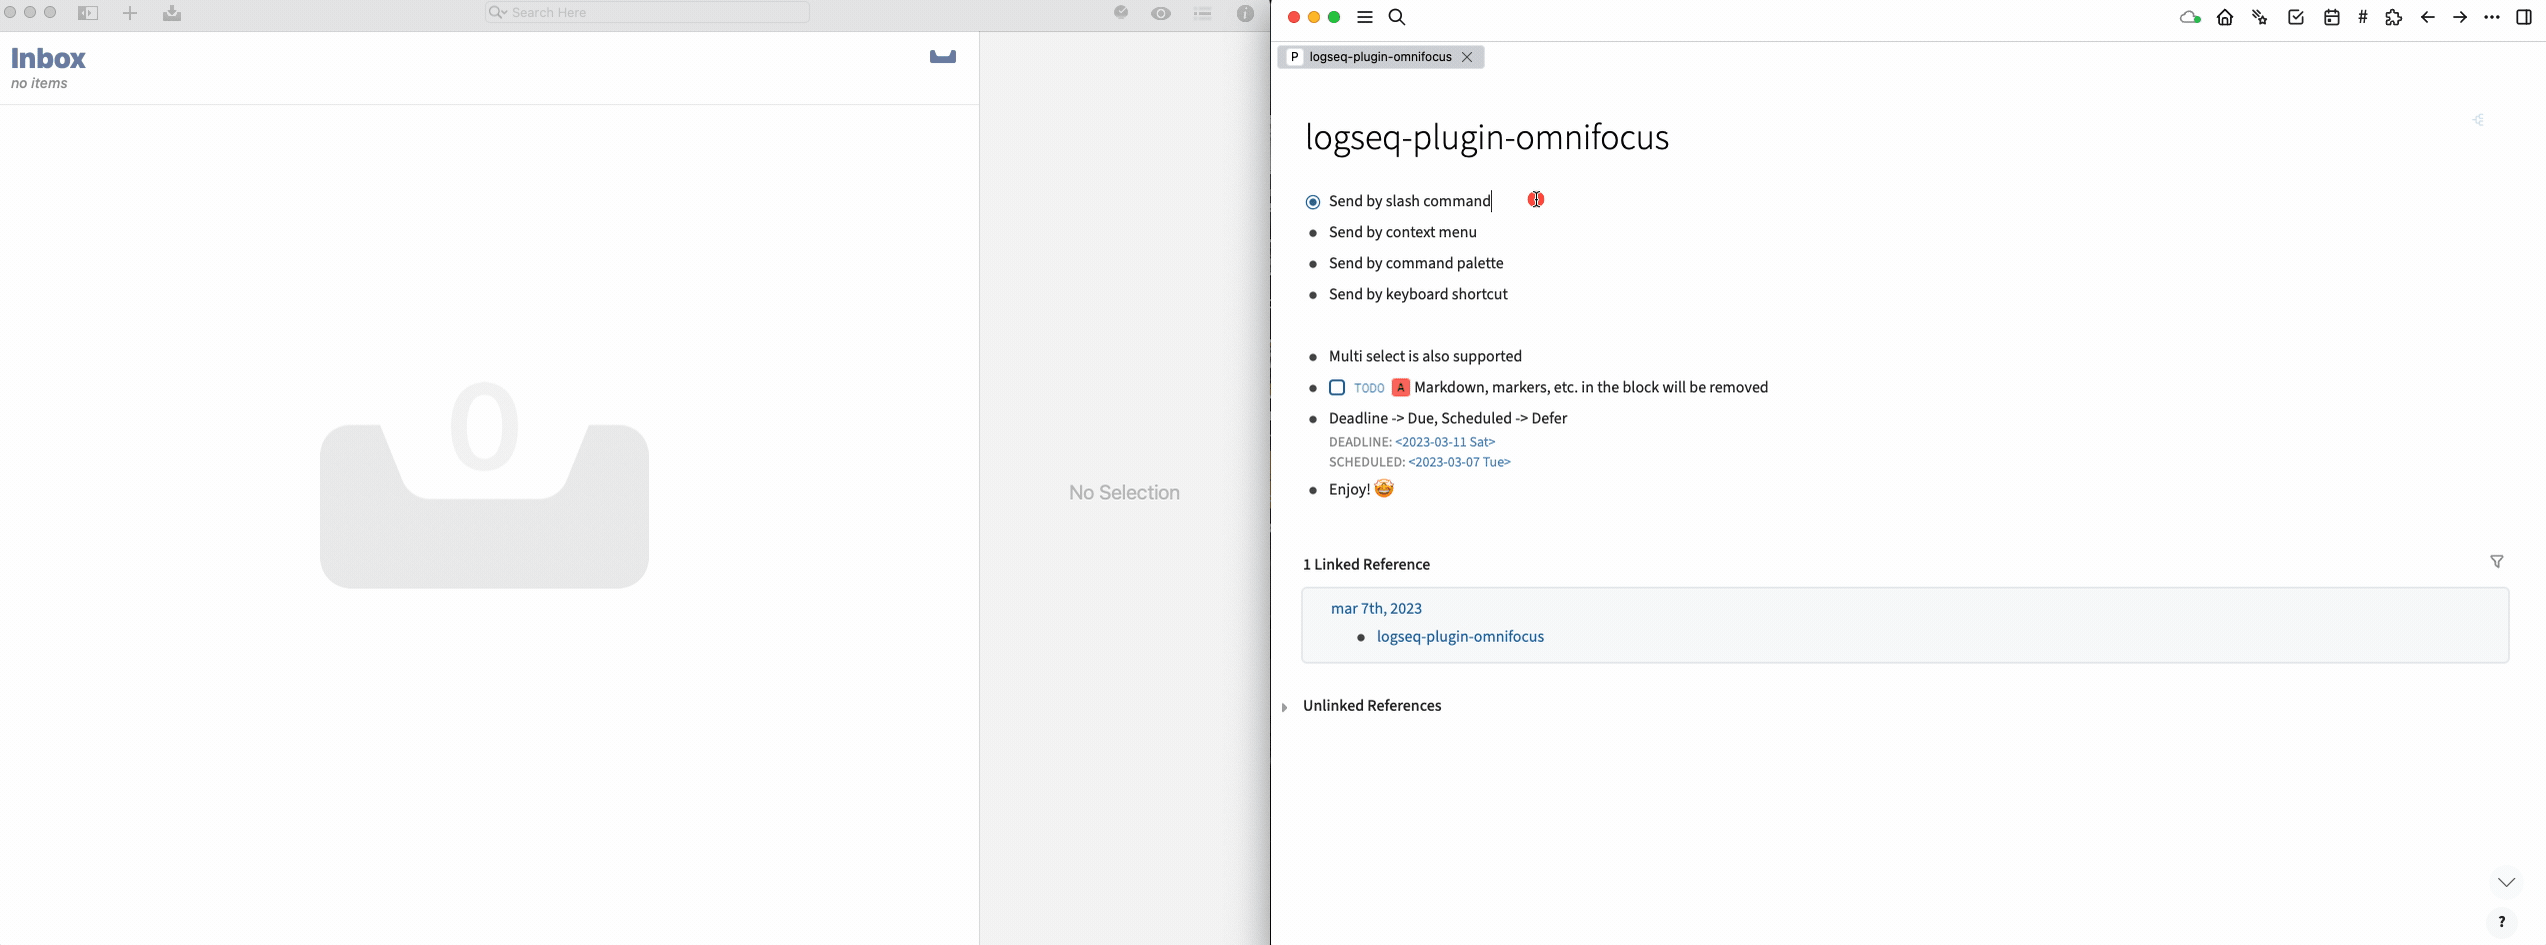 Search Here
Inbox
no items
0
No Selection
P logseq-plugin-omnifocus
logseq-plugin-omnifocus
Send by slash command
Send by context menu
Send by command palette
Send by keyboard shortcut
Multi select is also supported
TODO A Markdown, markers, etc. in the block will be removed
Deadline -> Due, Scheduled -> Defer
DEADLINE: <2023-03-11 Sat>
SCHEDULED: <2023-03-07 Tue>
Enjoy! 🤩
1 Linked Reference
mar 7th, 2023
logseq-plugin-omnifocus
Unlinked References
?